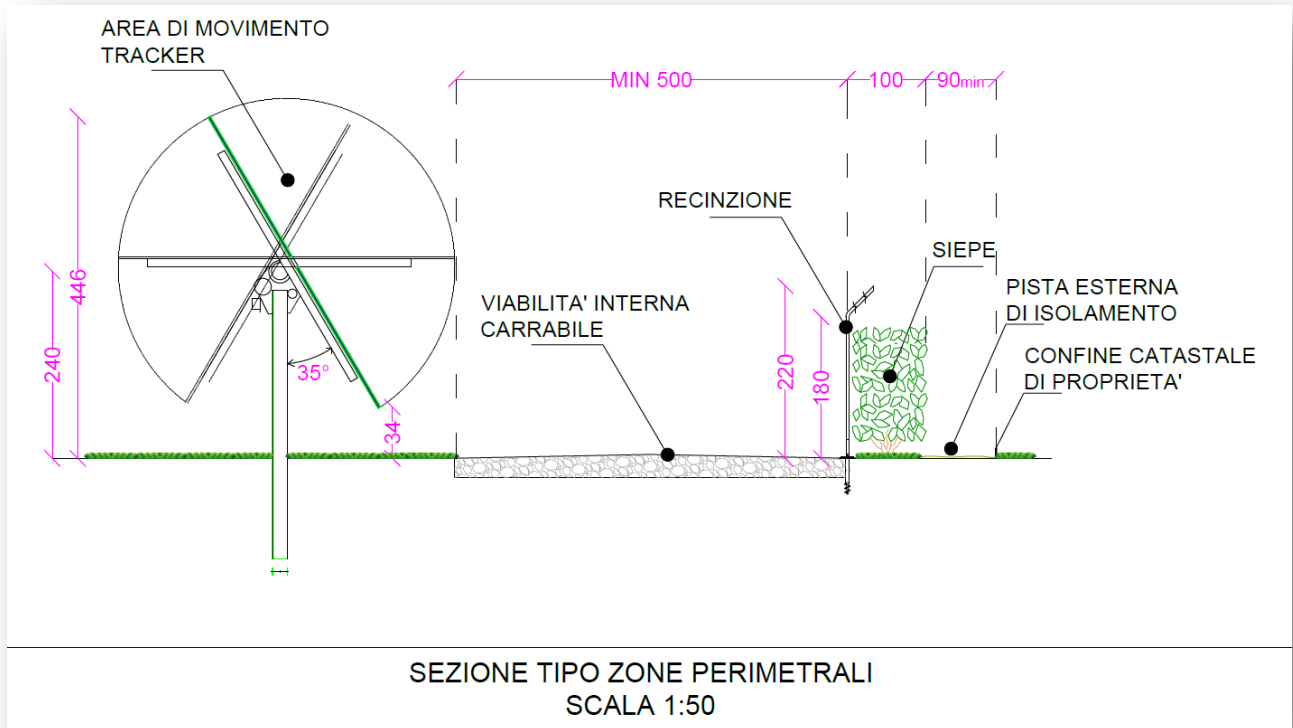 AREA DI MOVIMENTO
TRACKER
MIN 500
100
90min
RECINZIONE
SIEPE
PISTA ESTERNA
DI ISOLAMENTO
VIABILITA' INTERNA
CARRABILE
CONFINE CATASTALE
DI PROPRIETA'
446
240
35°
34
220
180
SEZIONE TIPO ZONE PERIMETRALI
SCALA 1:50